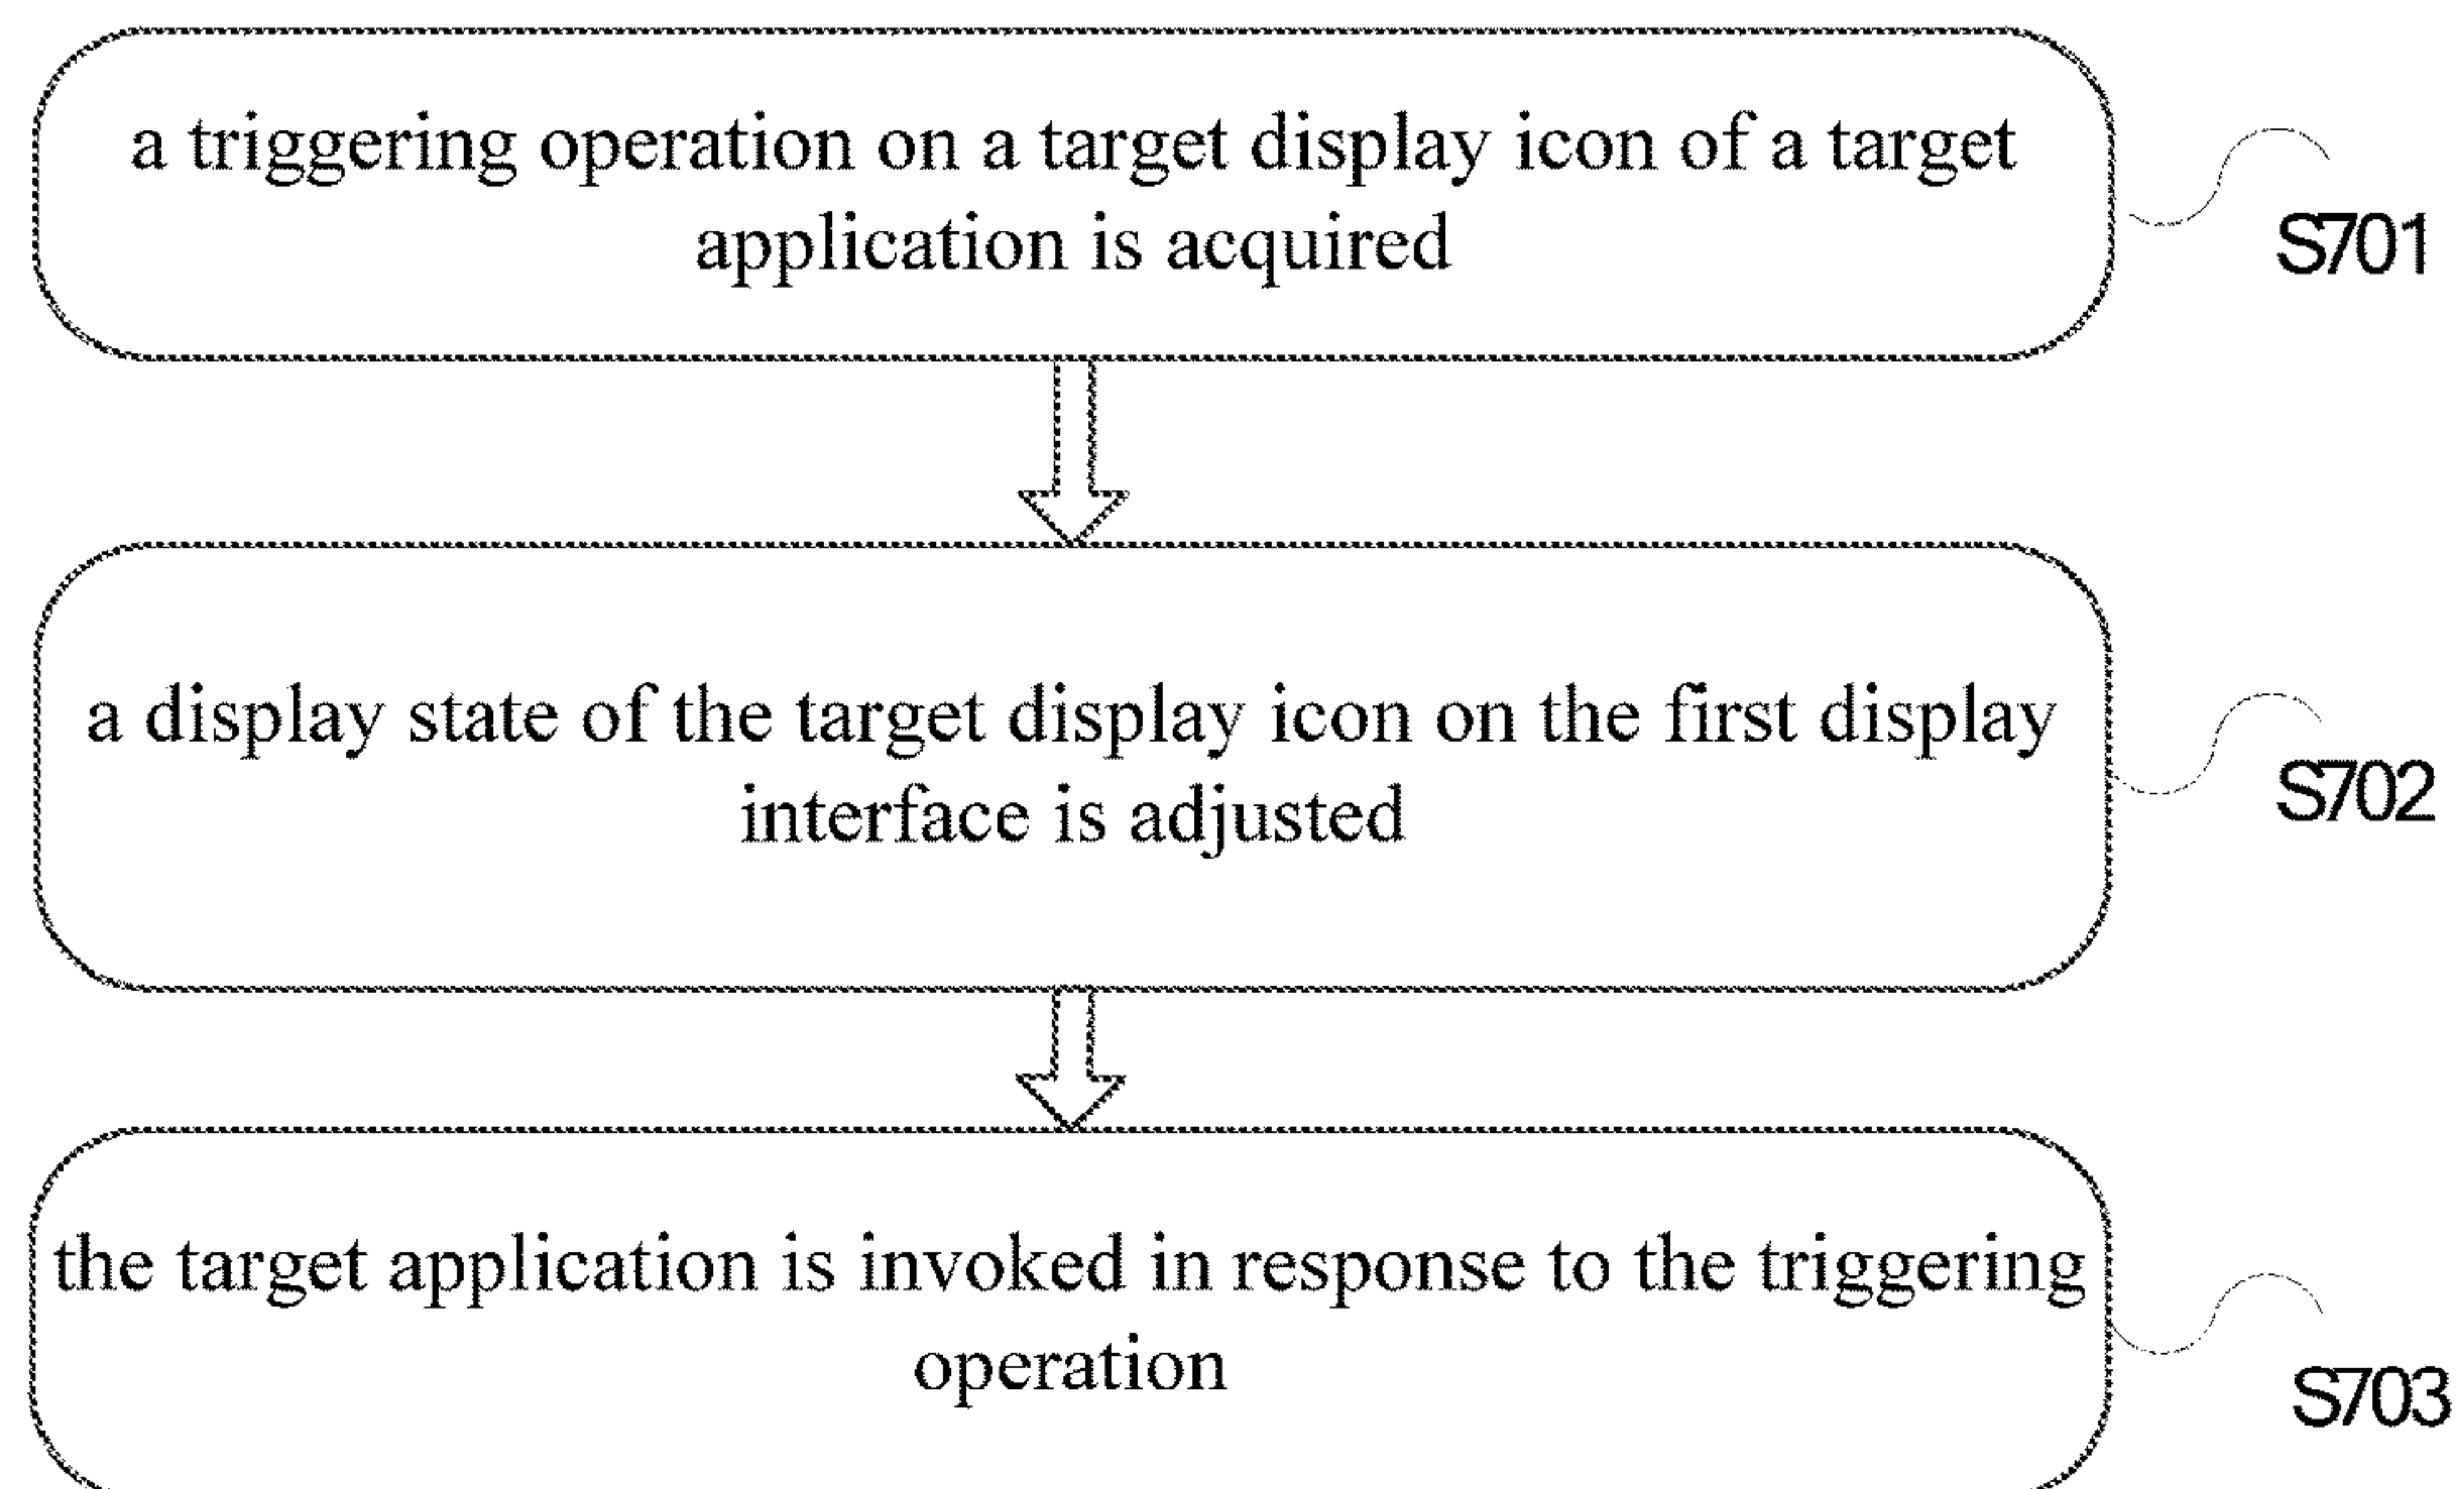 a triggering operation on a target display icon of a target
application is acquired
S701
a display state of the target display icon on the first display
interface is adjusted
S702
the target application is invoked in response to the triggering
operation
S703